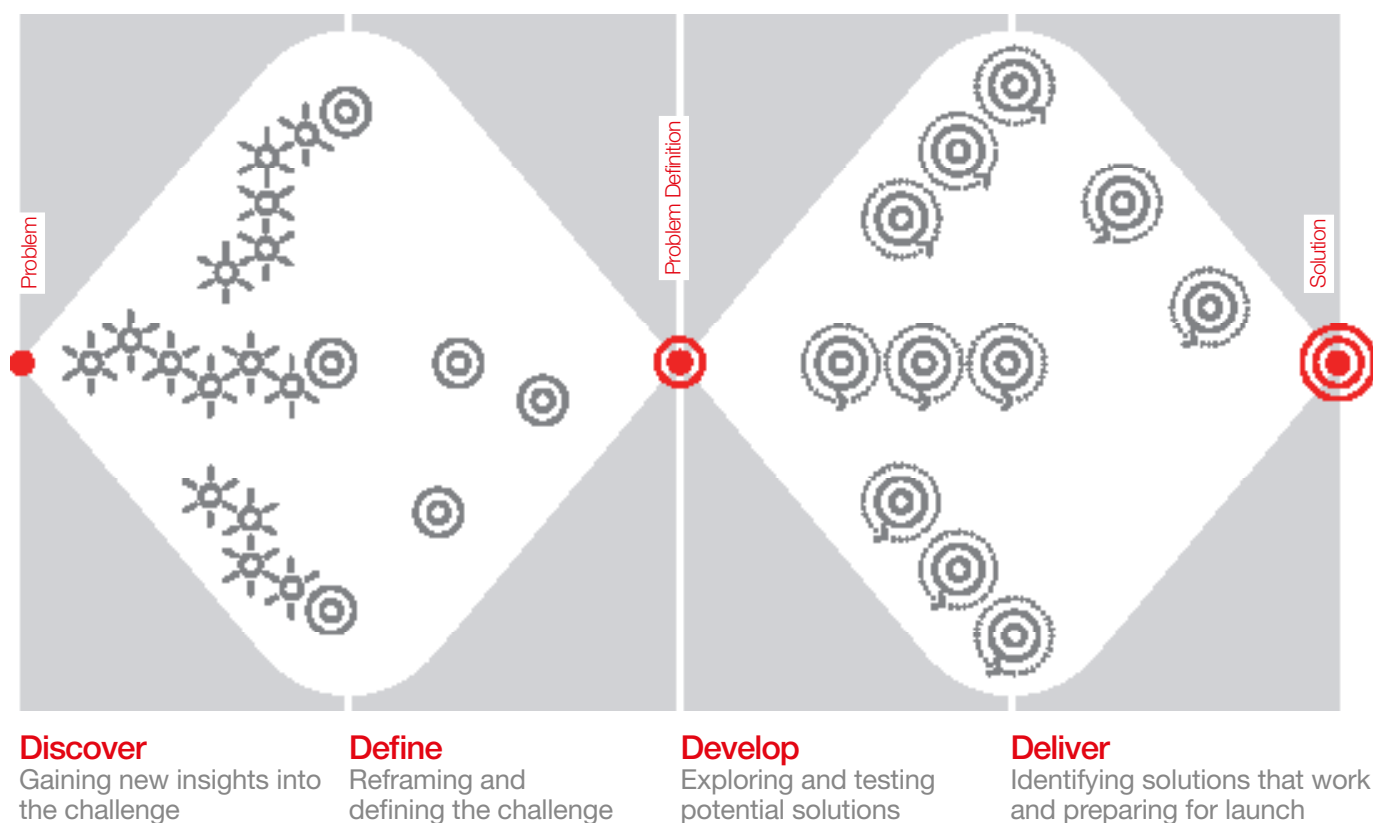 Problem
Problem Definition
Solution
Discover
Gaining new insights into
the challenge
Define
Reframing and
defining the challenge
Develop
Exploring and testing
potential solutions
Deliver
Identifying solutions that work
and preparing for launch